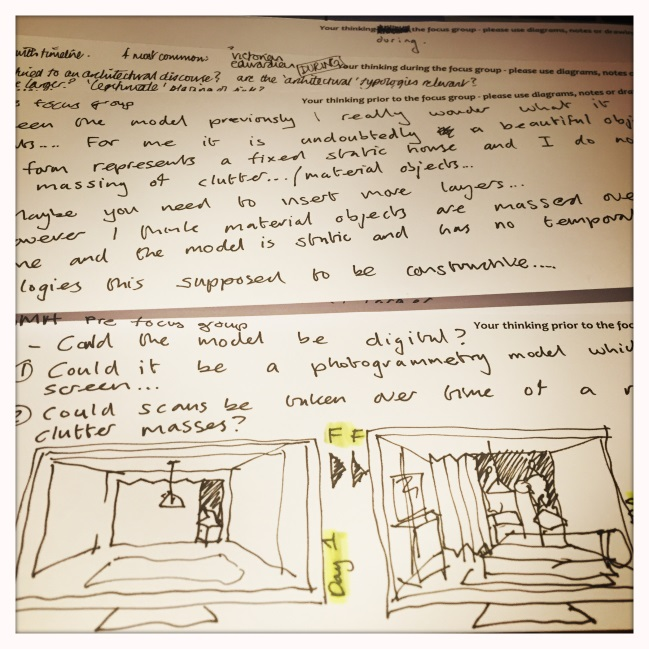 Your thinking the focus group - please use diagrams, notes or
during.
with timeline. & most common victorian
edwardian DURING Your thinking during the focus group - please use diagrams, notes
to an architectural discourse? are the 'architectural' typologies relevant?
larger? 'legitimate'
Your thinking prior to the focus group - please use diagrams, notes or
s focus group
een the model previously I really wonder what it
.... For me it is undoubtedly a beautiful obj
form represents a fixed static house and I do no
massing of clutter.../material objects...
Maybe you need to insert more layers...
owever I think material objects are massed ove
me and the model is static and has no tempora
logies this supposed to be constructive....
Pre focus group
Your thinking prior to the foc
- Could the model be digital?
① Could it be a photogrammetry model whic
screen...
② Could scans be taken over time of a r
clutter masses?
F F
Day 1